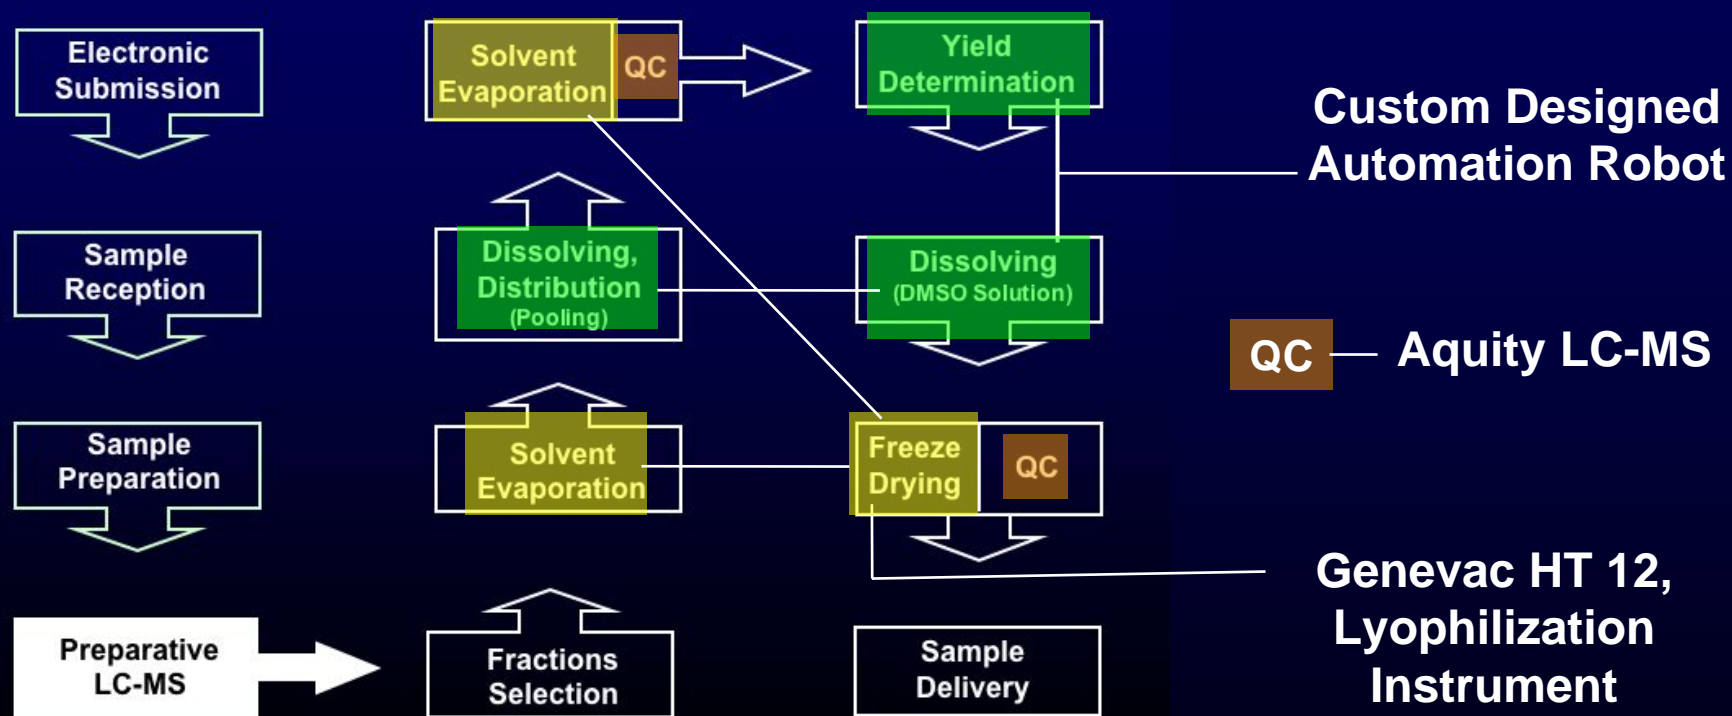 Electronic
Submission
Sample
Reception
Sample
Preparation
Preparative
LC-MS
Fractions
Selection
Solvent
Evaporation
Dissolving,
Distribution
(Pooling)
Solvent
Evaporation
QC
Yield
Determination
Dissolving
(DMSO Solution)
Freeze
Drying
QC
Sample
Delivery
Custom Designed
Automation Robot
QC
Aquity LC-MS
Genevac HT 12,
Lyophilization
Instrument